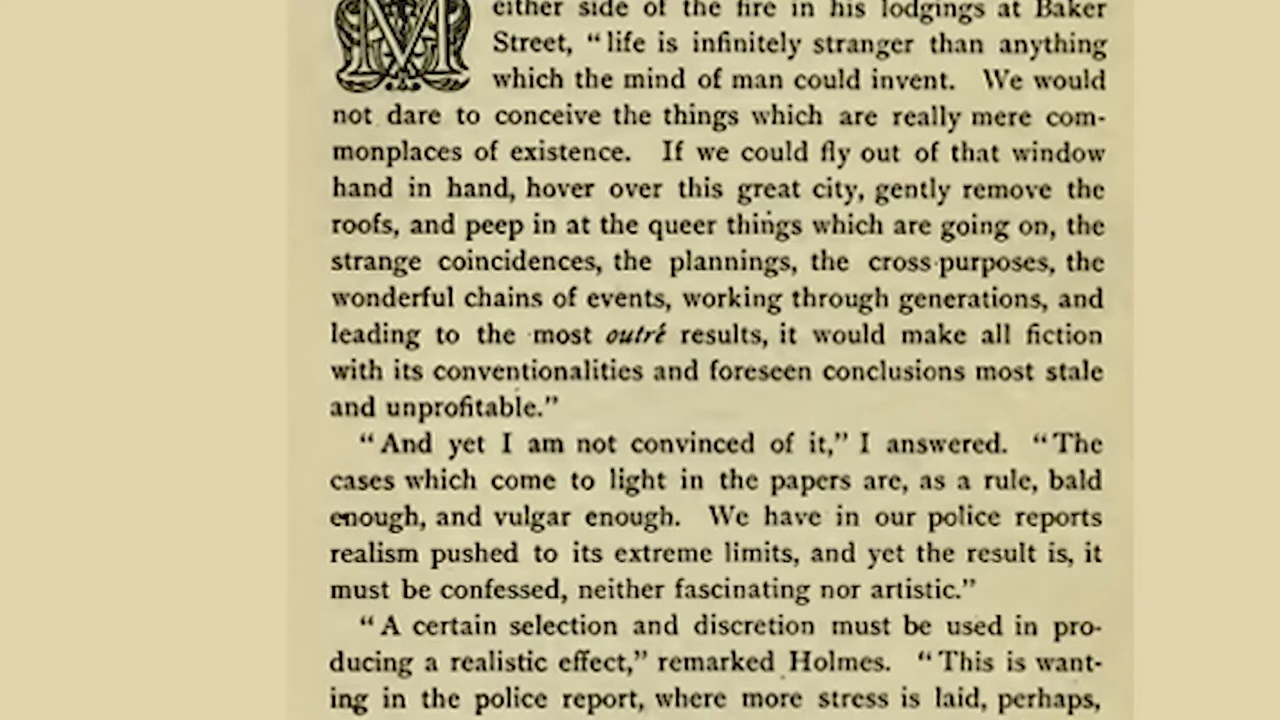 M
either side of the fire in his lodgings at Baker
Street, “life is infinitely stranger than anything
which the mind of man could invent. We would
not dare to conceive the things which are really mere com-
monplaces of existence. If we could fly out of that window
hand in hand, hover over this great city, gently remove the
roofs, and peep in at the queer things which are going on, the
strange coincidences, the plannings, the cross-purposes, the
wonderful chains of events, working through generations, and
leading to the most outré results, it would make all fiction
with its conventionalities and foreseen conclusions most stale
and unprofitable.”
“And yet I am not convinced of it,” I answered. “The
cases which come to light in the papers are, as a rule, bald
enough, and vulgar enough. We have in our police reports
realism pushed to its extreme limits, and yet the result is, it
must be confessed, neither fascinating nor artistic.”
“A certain selection and discretion must be used in pro-
ducing a realistic effect,” remarked Holmes. “This is want-
ing in the police report, where more stress is laid, perhaps,